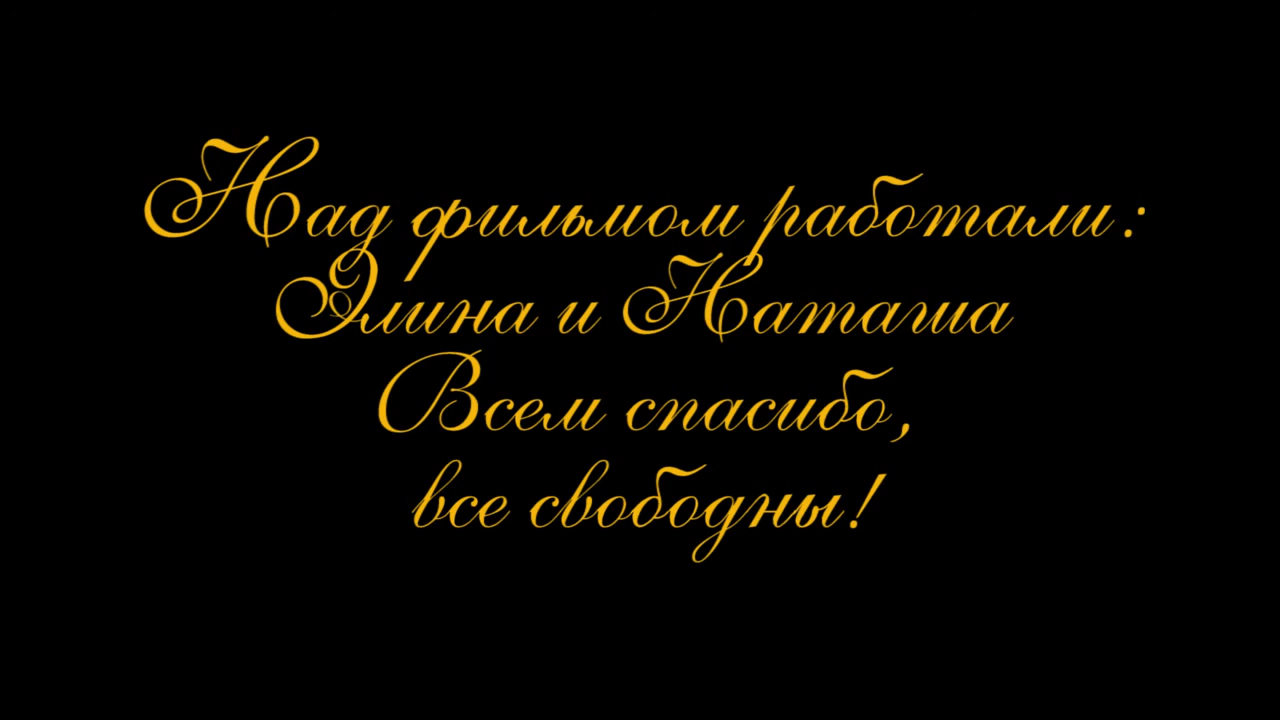 Над фильмом работали:
Элина и Наташа
Всем спасибо,
все свободны!